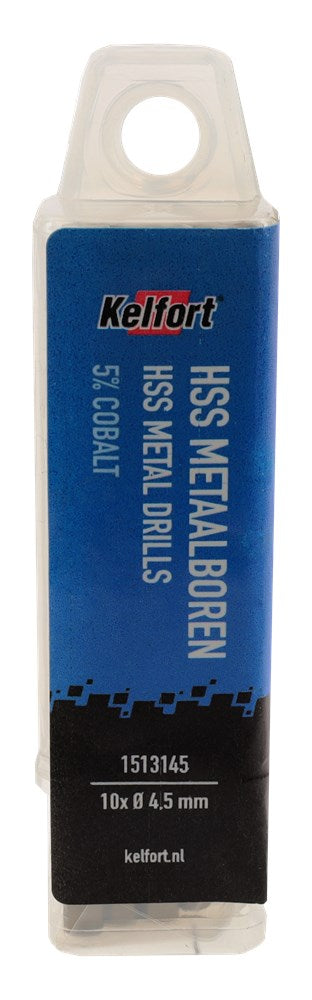 Kelfort®
HSS METAALBOREN
HSS METAL DRILLS
5% COBALT
1513145
10x Ø 4,5 mm
kelfort.nl